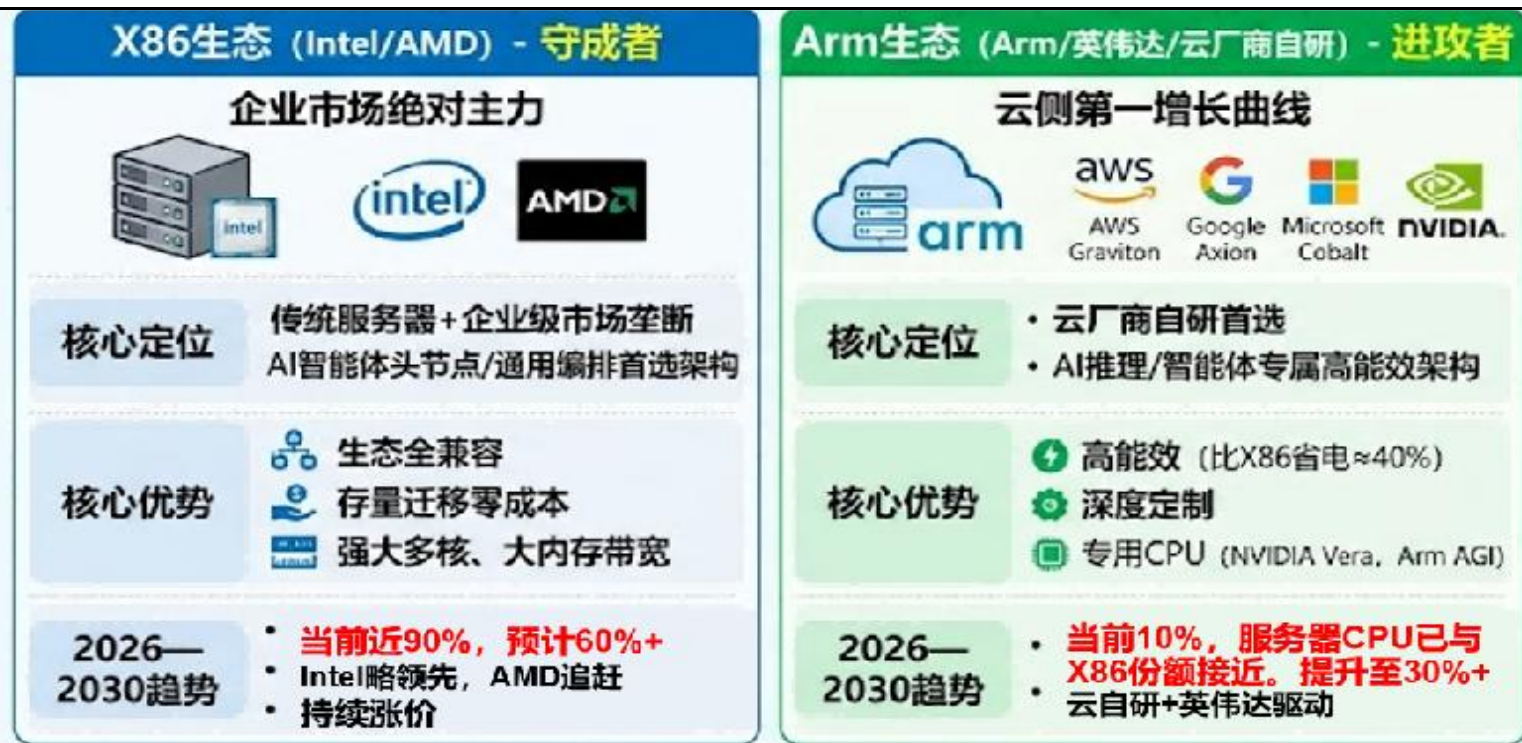 X86生态（Intel/AMD）- 守成者
企业市场绝对主力
intel
intel
AMD
核心定位
传统服务器+企业级市场垄断
AI智能体头节点/通用编排首选架构
核心优势
生态全兼容
存量迁移零成本
强大多核、大内存带宽
2026—
2030趋势
• 当前近90%，预计60%+
• Intel略领先，AMD追赶
• 持续涨价
Arm生态（Arm/英伟达/云厂商自研）- 进攻者
云侧第一增长曲线
arm
aws
AWS
Graviton
Google
Axion
Microsoft
Cobalt
NVIDIA.
核心定位
• 云厂商自研首选
• AI推理/智能体专属高能效架构
核心优势
高能效（比X86省电≈40%）
深度定制
专用CPU（NVIDIA Vera，Arm AGI）
2026—
2030趋势
• 当前10%，服务器CPU已与
X86份额接近。提升至30%+
• 云自研+英伟达驱动